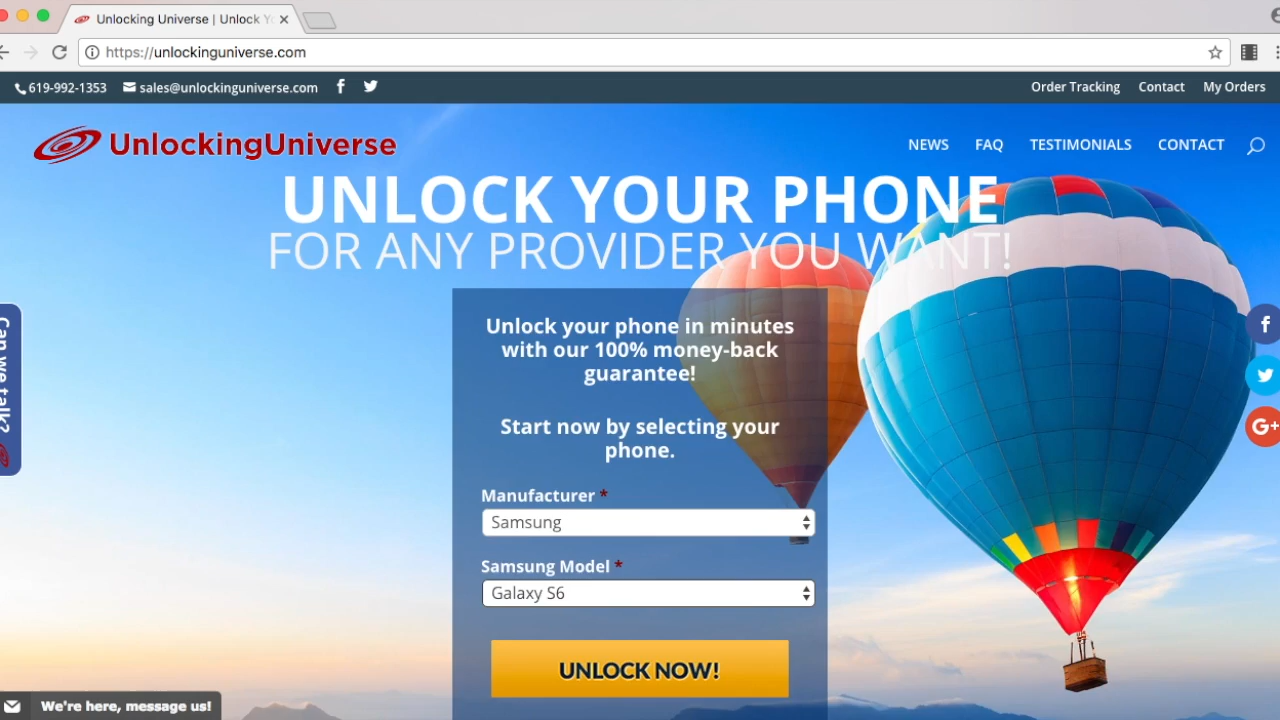 Unlocking Universe | Unlock Yo
https://unlockinguniverse.com
619-992-1353 sales@unlockinguniverse.com Order Tracking Contact My Orders
UnlockingUniverse NEWS FAQ TESTIMONIALS CONTACT
UNLOCK YOUR PHONE
FOR ANY PROVIDER YOU WANT!
Unlock your phone in minutes
with our 100% money-back
guarantee!
Start now by selecting your
phone.
Manufacturer *
Samsung
Samsung Model *
Galaxy S6
UNLOCK NOW!
Can we talk?
G+
We're here, message us!